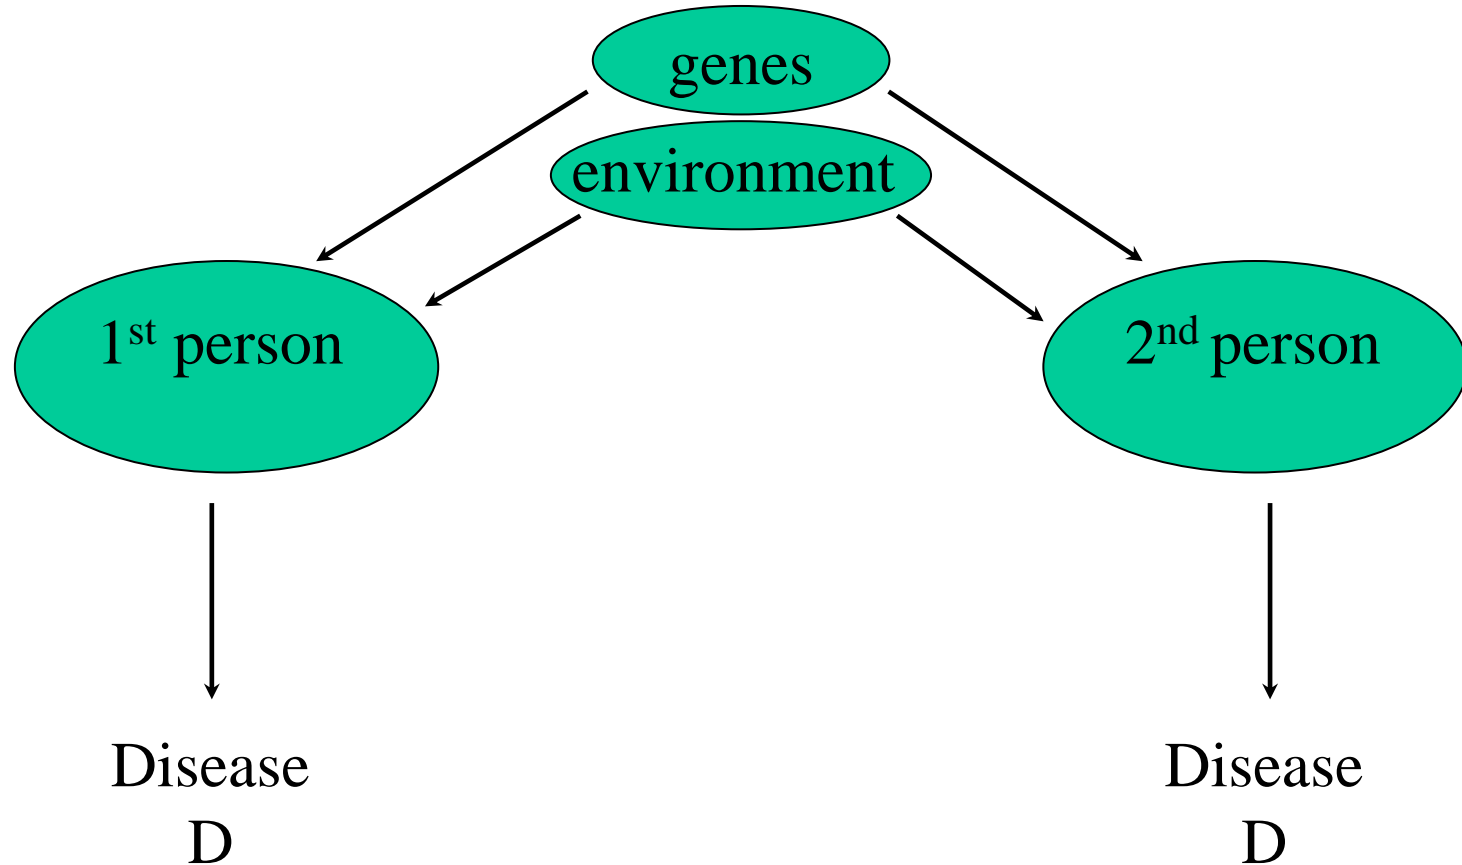 genes
environment
1st person
2nd person
Disease
D
Disease
D